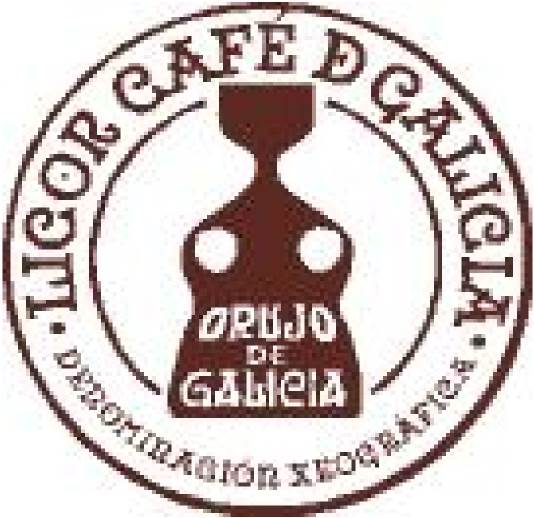 LICOR CAFÉ DE GALICIA
ORUJO
DE
GALICIA
· DENOMINACIÓN XEOGRÁFICA ·